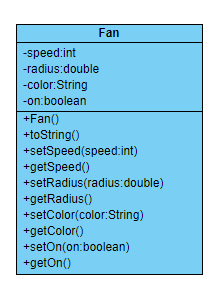 Fan
-speed:int
-radius:double
-color:String
-on:boolean
+Fan()
+toString()
+setSpeed(speed:int)
+getSpeed()
+setRadius(radius:double)
+getRadius()
+setColor(color:String)
+getColor()
+setOn(on:boolean)
+getOn()